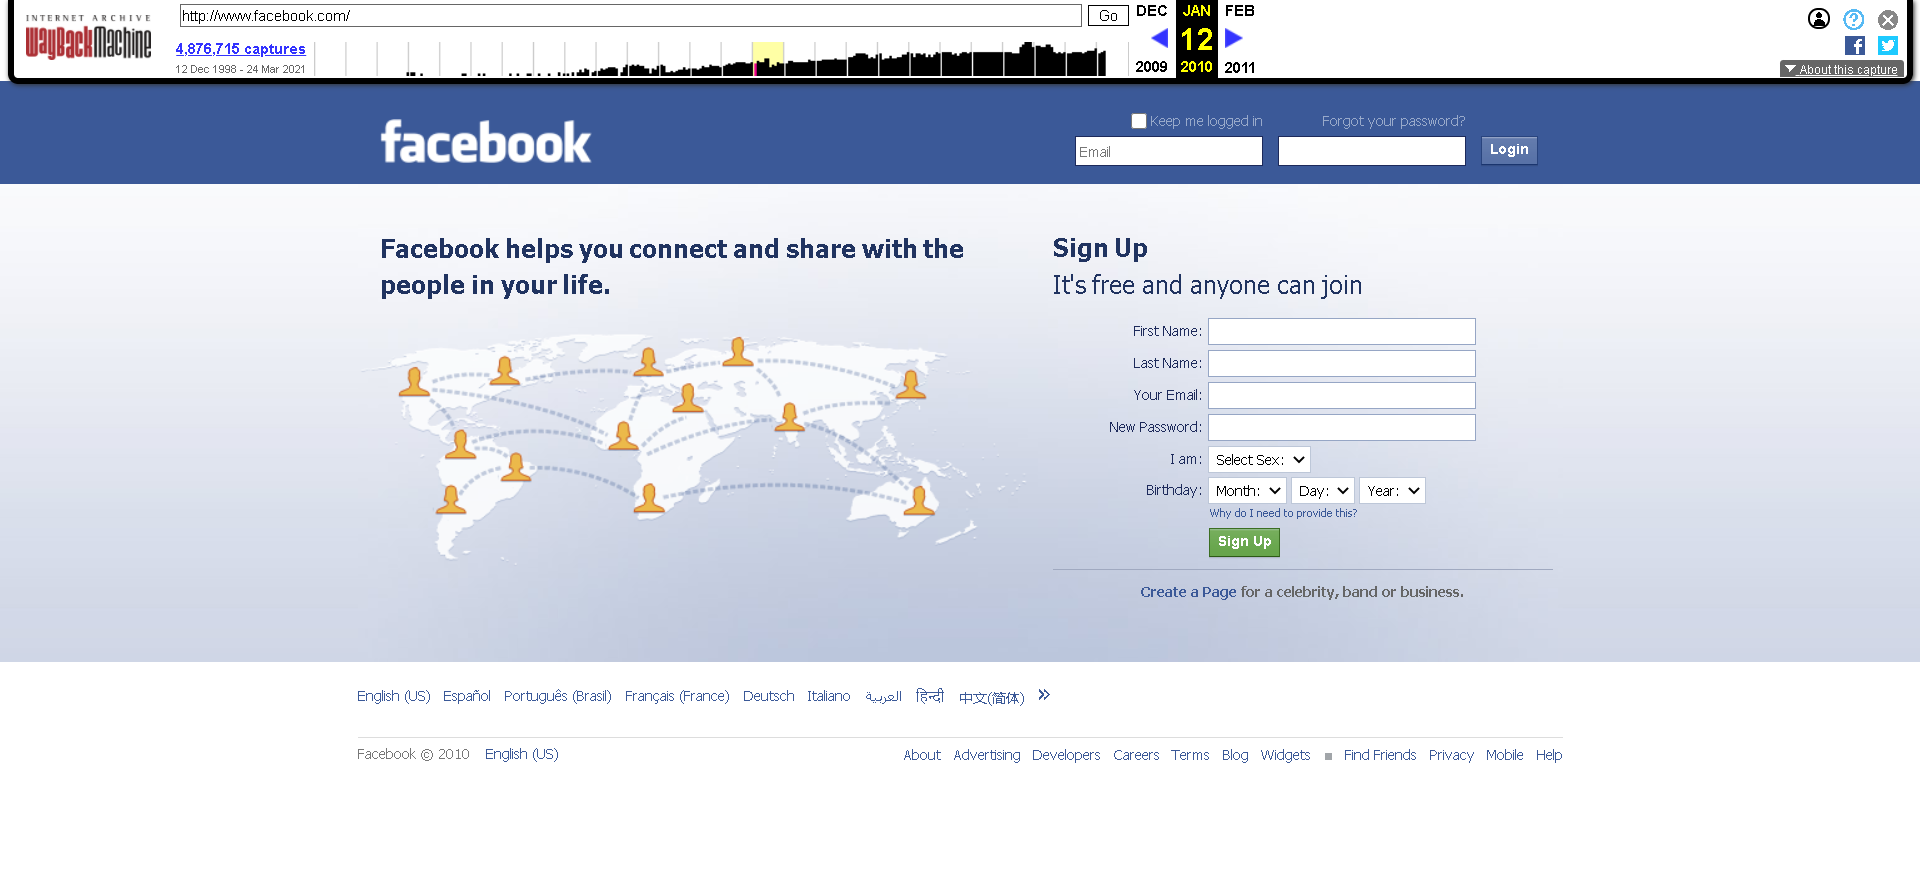 INTERNET ARCHIVE
WayBackMachine
http://www.facebook.com/
Go
DEC JAN FEB
4,876,715 captures
12
12 Dec 1998 - 24 Mar 2021
2009 2010 2011
?
About this capture
facebook
Keep me logged in
Forgot your password?
Email
Login
Facebook helps you connect and share with the
people in your life.
Sign Up
It's free and anyone can join
First Name:
Last Name:
Your Email:
New Password:
I am: Select Sex:
Birthday: Month: Day: Year:
Why do I need to provide this?
Sign Up
Create a Page for a celebrity, band or business.
English (US) Español Português (Brasil) Français (France) Deutsch Italiano العربية हिन्दी 中文(简体) »
Facebook © 2010 English (US)
About Advertising Developers Careers Terms Blog Widgets ■ Find Friends Privacy Mobile Help